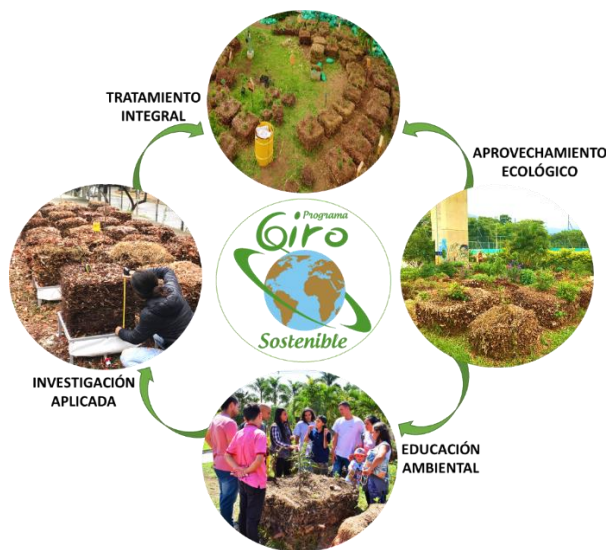 TRATAMIENTO
INTEGRAL
APROVECHAMIENTO
ECOLÓGICO
Programa
Giro
Sostenible
INVESTIGACIÓN
APLICADA
EDUCACIÓN
AMBIENTAL